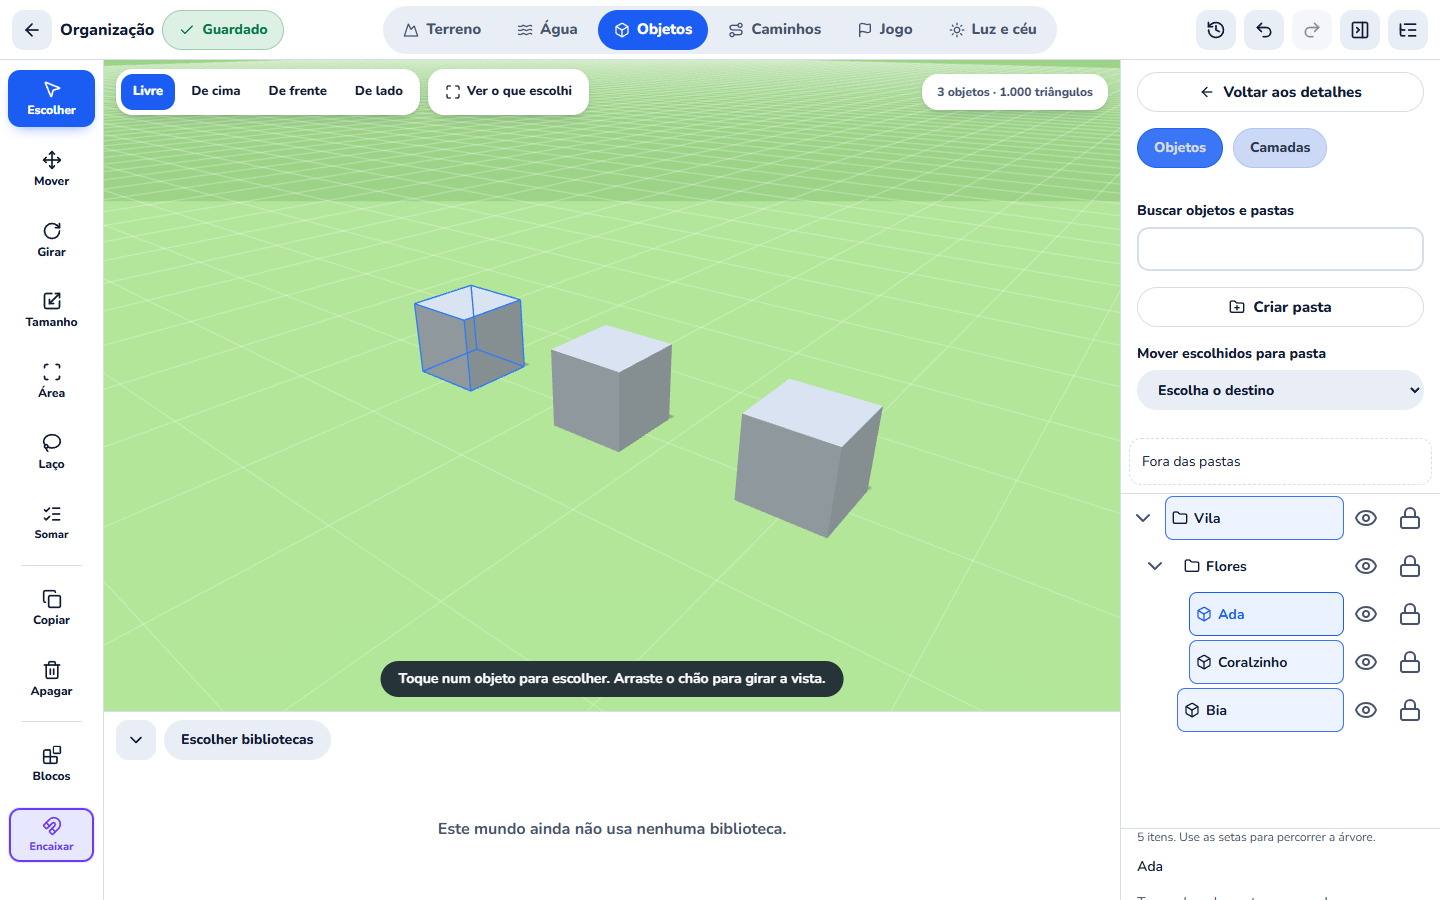 Organização
Guardado
Terreno
Água
Objetos
Caminhos
Jogo
Luz e céu
Escolher
Mover
Girar
Tamanho
Área
Laço
Somar
Copiar
Apagar
Blocos
Encaixar
Livre
De cima
De frente
De lado
Ver o que escolhi
3 objetos · 1.000 triângulos
Toque num objeto para escolher. Arraste o chão para girar a vista.
Escolher bibliotecas
Este mundo ainda não usa nenhuma biblioteca.
Voltar aos detalhes
Objetos
Camadas
Buscar objetos e pastas
Criar pasta
Mover escolhidos para pasta
Escolha o destino
Fora das pastas
Vila
Flores
Ada
Coralzinho
Bia
5 itens. Use as setas para percorrer a árvore.
Ada